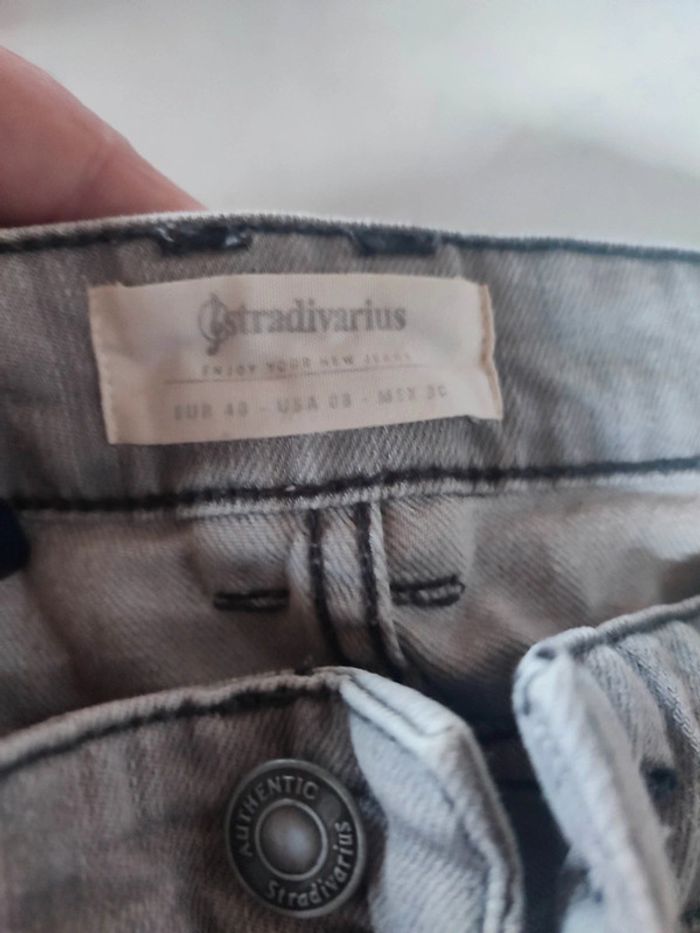 stradivarius
ENJOY YOUR NEW JEANS
EUR 40 - USA 08 - MEX 30
AUTHENTIC
Stradivarius